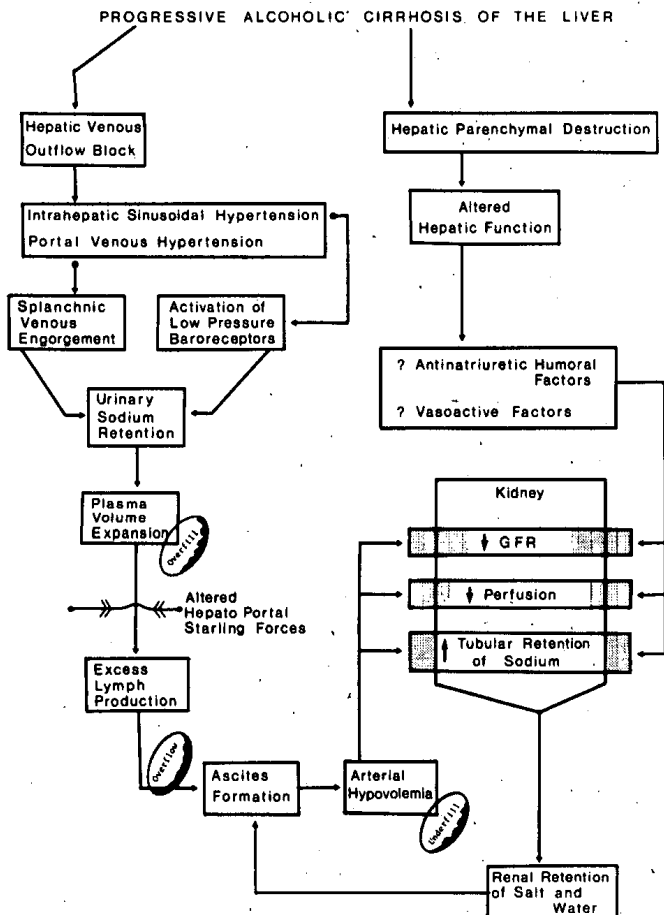 PROGRESSIVE ALCOHOLIC CIRRHOSIS OF THE LIVER
Hepatic Venous
Outflow Block
Hepatic Parenchymal Destruction
Intrahepatic Sinusoidal Hypertension
Portal Venous Hypertension
Altered
Hepatic Function
Splanchnic
Venous
Engorgement
Activation of
Low Pressure
Baroreceptors
? Antinatriuretic Humoral
Factors
? Vasoactive Factors
Urinary
Sodium
Retention
Plasma
Volume
Expansion
Overfill
Kidney
↓ GFR
↓ Perfusion
↑ Tubular Retention
of Sodium
Altered
Hepato Portal
Starling Forces
Excess
Lymph
Production
Overflow
Ascites
Formation
Arterial
Hypovolemia
Underfill
Renal Retention
of Salt and
Water